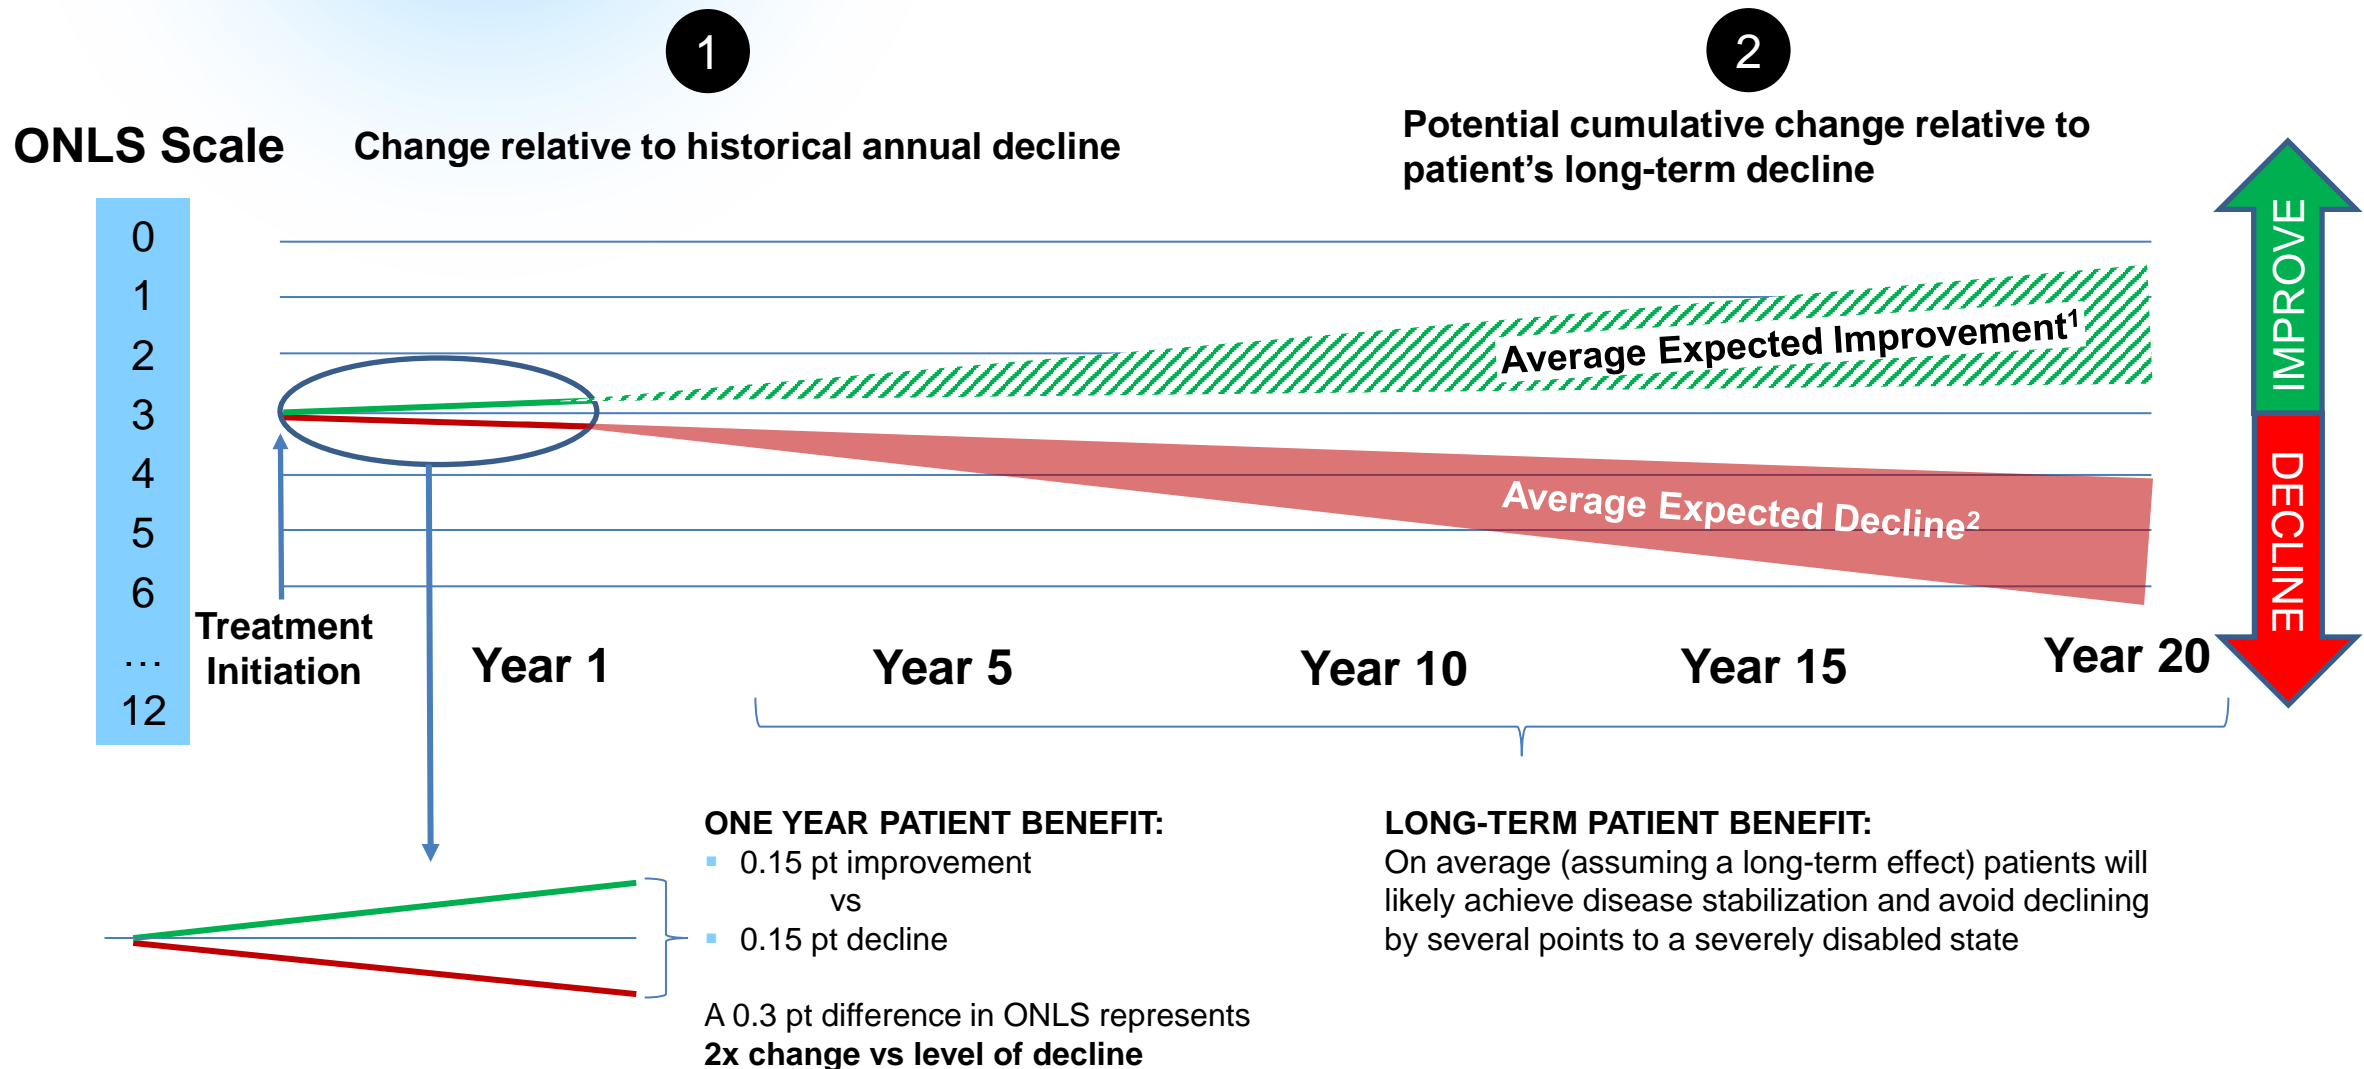 1
2
ONLS Scale
Change relative to historical annual decline
Potential cumulative change relative to
patient’s long-term decline
0
1
2
3
4
5
6
…
12
Average Expected Improvement1
Average Expected Decline2
IMPROVE
DECLINE
Treatment
Initiation
Year 1
Year 5
Year 10
Year 15
Year 20
ONE YEAR PATIENT BENEFIT:
▪ 0.15 pt improvement
vs
▪ 0.15 pt decline
A 0.3 pt difference in ONLS represents
2x change vs level of decline
LONG-TERM PATIENT BENEFIT:
On average (assuming a long-term effect) patients will
likely achieve disease stabilization and avoid declining
by several points to a severely disabled state